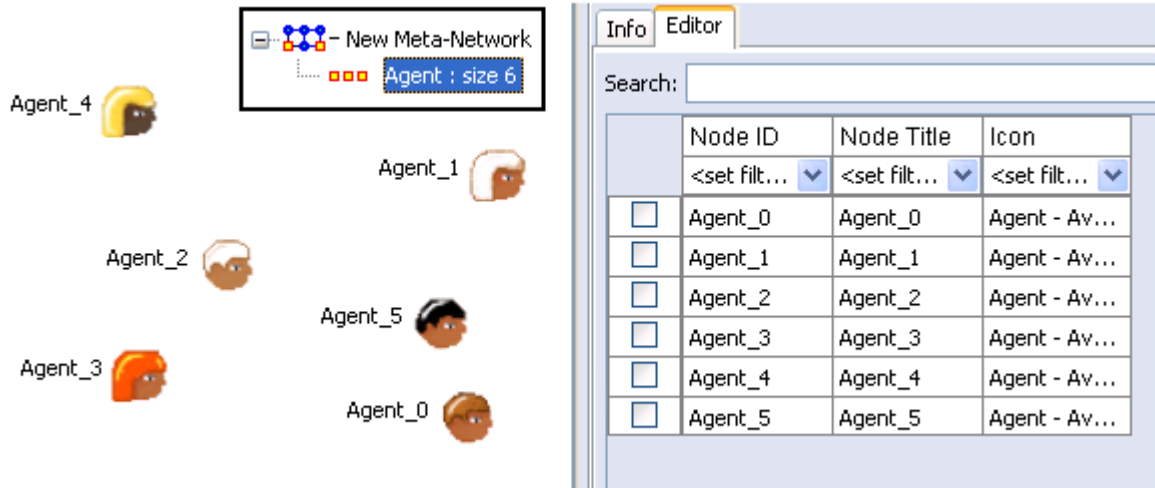 New Meta-Network
Agent : size 6
Agent_4
Agent_1
Agent_2
Agent_5
Agent_3
Agent_0
Info Editor
Search:
Node ID Node Title Icon
<set filt... <set filt... <set filt...
Agent_0 Agent_0 Agent - Av...
Agent_1 Agent_1 Agent - Av...
Agent_2 Agent_2 Agent - Av...
Agent_3 Agent_3 Agent - Av...
Agent_4 Agent_4 Agent - Av...
Agent_5 Agent_5 Agent - Av...